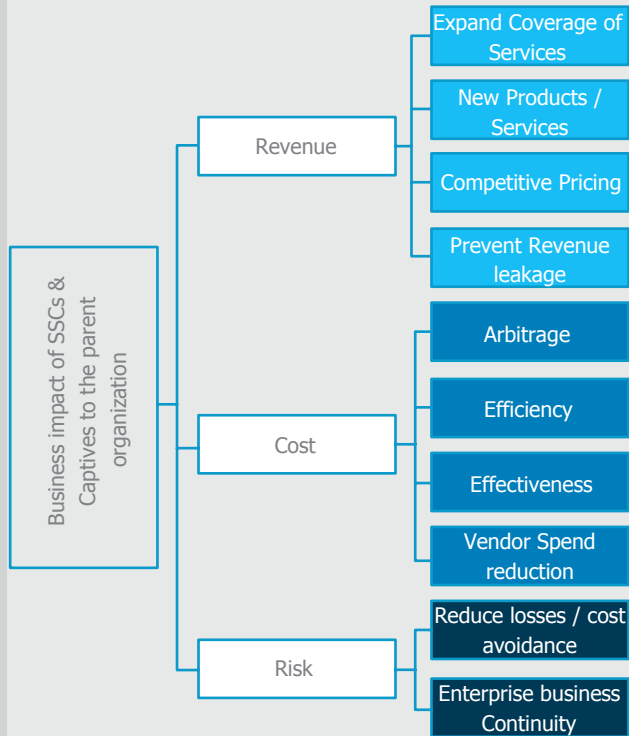 Business impact of SSCs &
Captives to the parent
organization
Revenue
Expand Coverage of
Services
New Products /
Services
Competitive Pricing
Prevent Revenue
leakage
Cost
Arbitrage
Efficiency
Effectiveness
Vendor Spend
reduction
Risk
Reduce losses / cost
avoidance
Enterprise business
Continuity